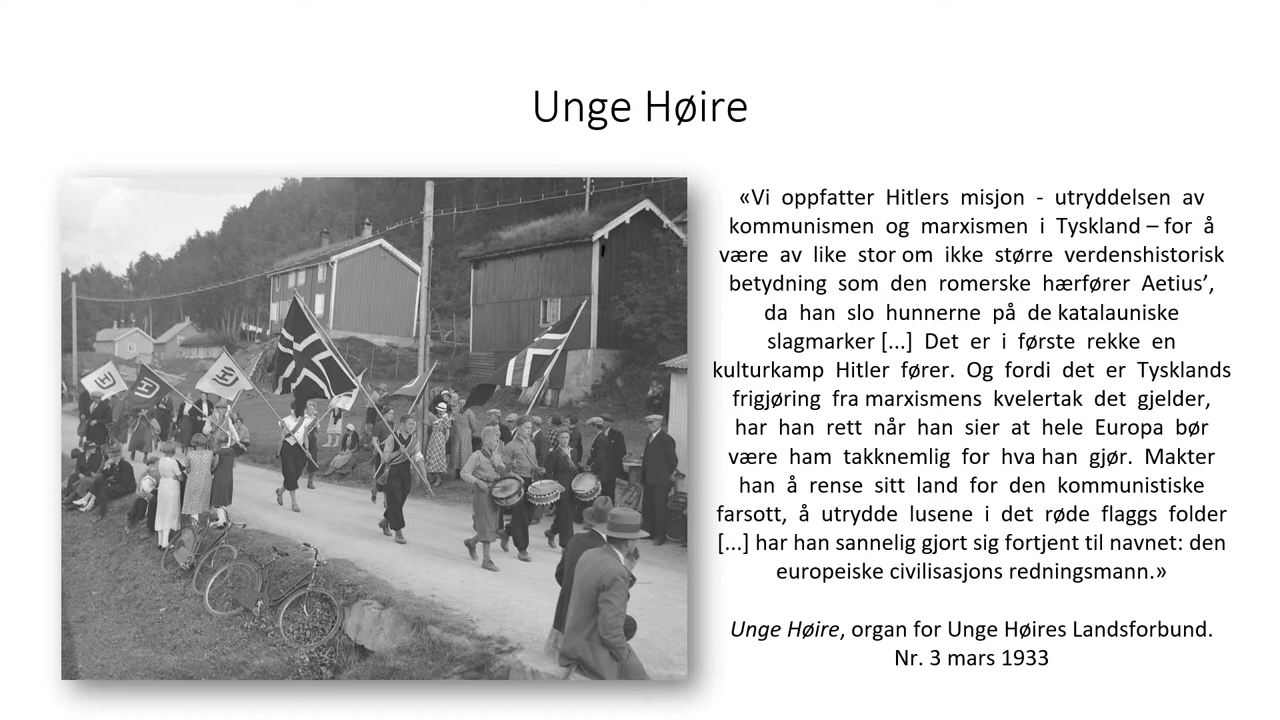 Unge Høire
«Vi oppfatter Hitlers misjon - utryddelsen av
kommunismen og marxismen i Tyskland – for å
være av like stor om ikke større verdenshistorisk
betydning som den romerske hærfører Aetius’,
da han slo hunnerne på de katalauniske
slagmarker [...] Det er i første rekke en
kulturkamp Hitler fører. Og fordi det er Tysklands
frigjøring fra marxismens kvelertak det gjelder,
har han rett når han sier at hele Europa bør
være ham takknemlig for hva han gjør. Makter
han å rense sitt land for den kommunistiske
farsott, å utrydde lusene i det røde flaggs folder
[...] har han sannelig gjort sig fortjent til navnet: den
europeiske civilisasjons redningsmann.»
Unge Høire, organ for Unge Høires Landsforbund.
Nr. 3 mars 1933